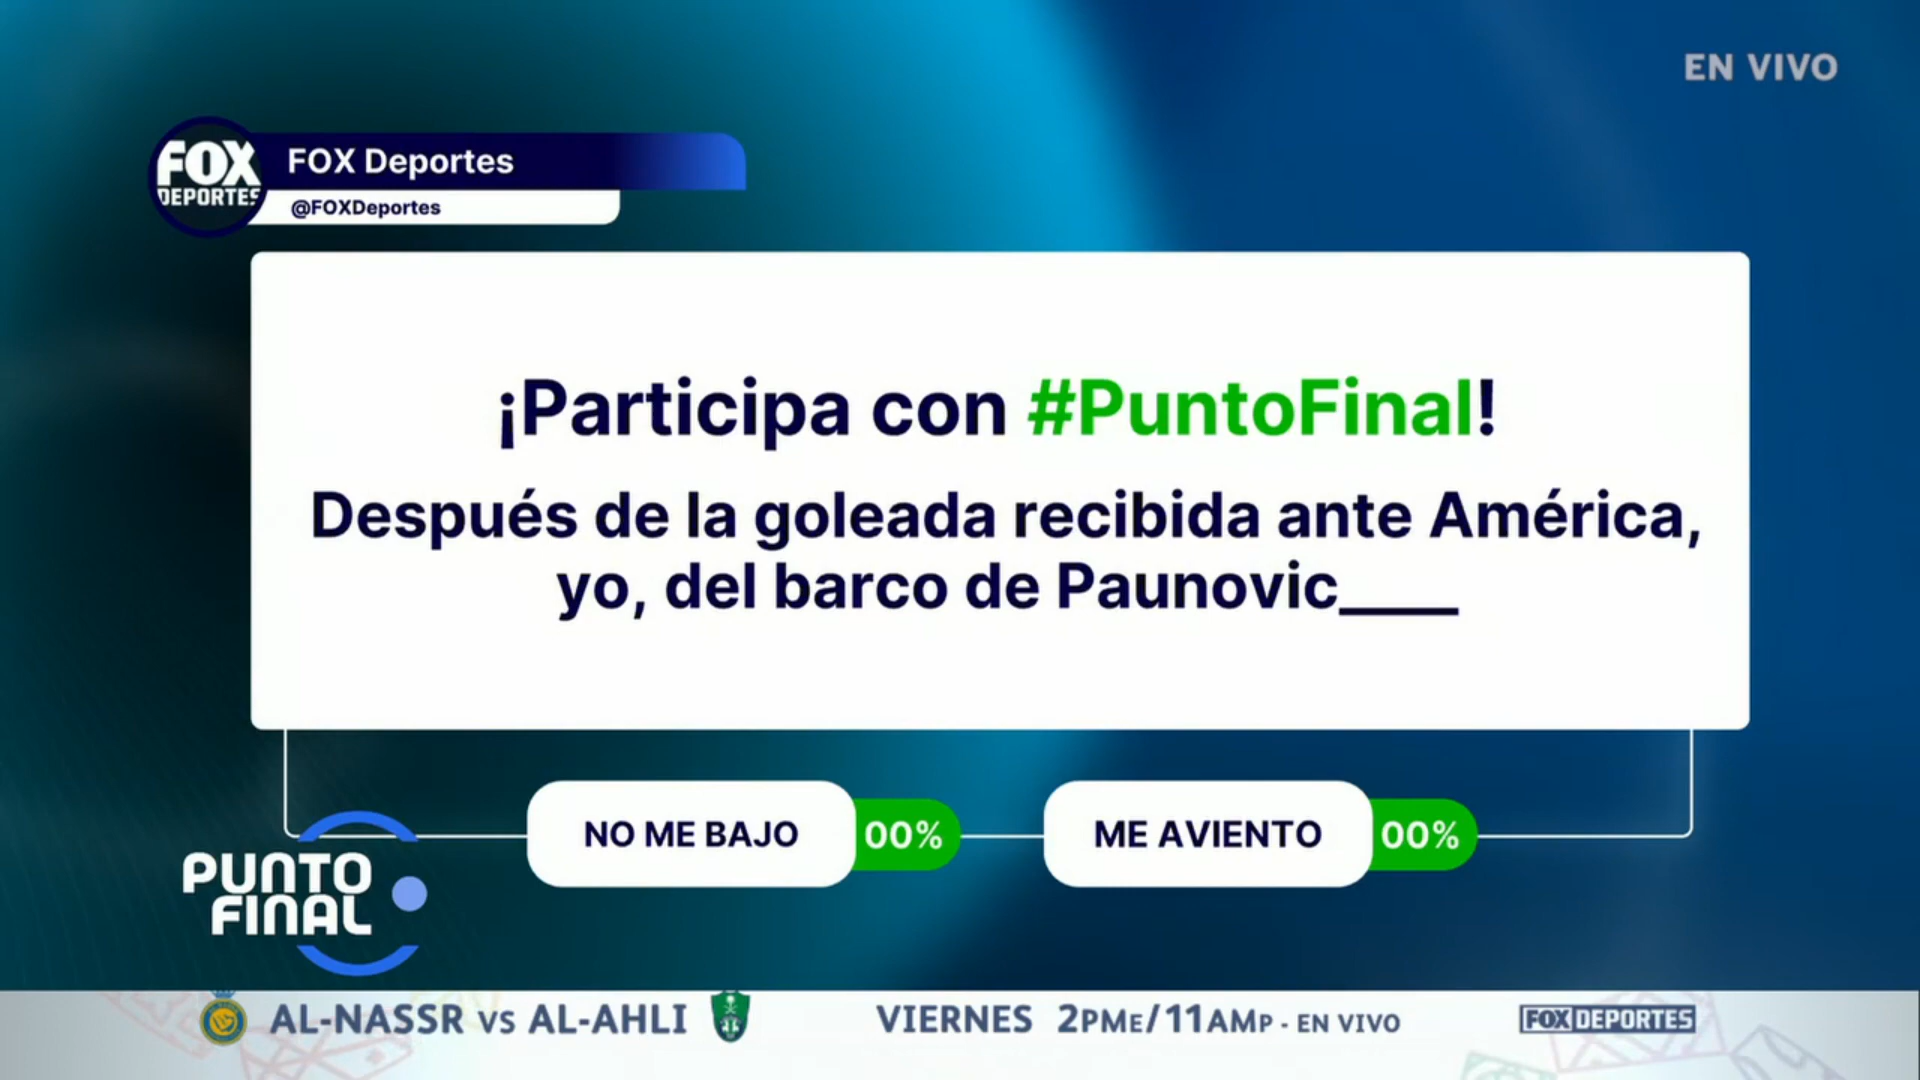 EN VIVO
FOX DEPORTES
FOX Deportes
@FOXDeportes
¡Participa con #PuntoFinal!
Después de la goleada recibida ante América,
yo, del barco de Paunovic____
NO ME BAJO 00% ME AVIENTO 00%
PUNTO
FINAL
AL-NASSR VS AL-AHLI VIERNES 2PME/11AMP - EN VIVO FOX DEPORTES